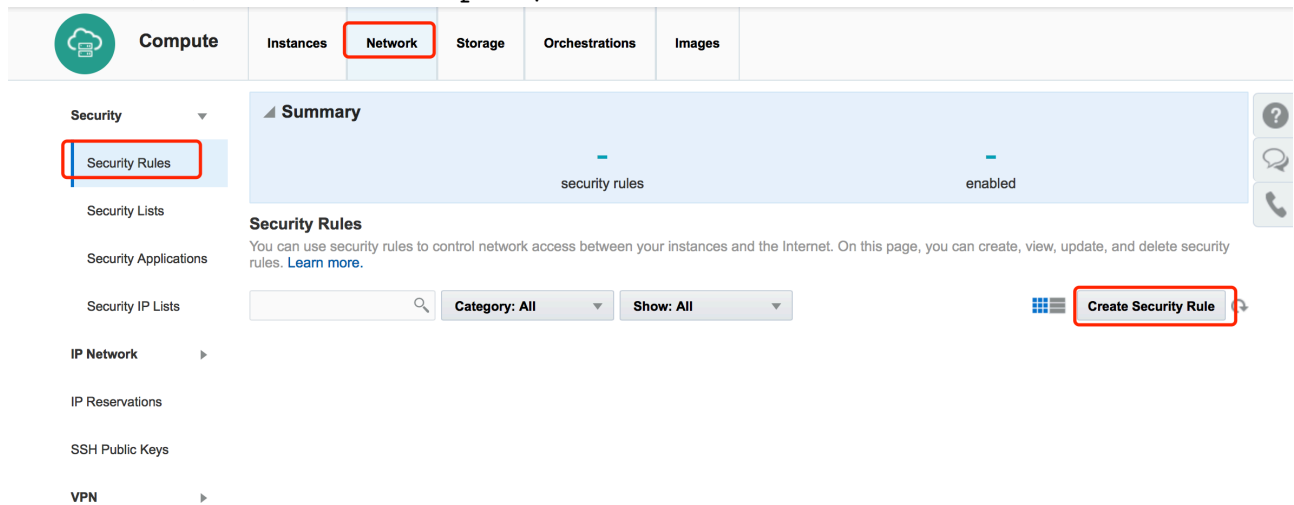 Compute
Instances
Network
Storage
Orchestrations
Images
Security
Security Rules
Security Lists
Security Applications
Security IP Lists
IP Network
IP Reservations
SSH Public Keys
VPN
Summary
-
security rules
-
enabled
Security Rules
You can use security rules to control network access between your instances and the Internet. On this page, you can create, view, update, and delete security
rules. Learn more.
Category: All
Show: All
Create Security Rule
?